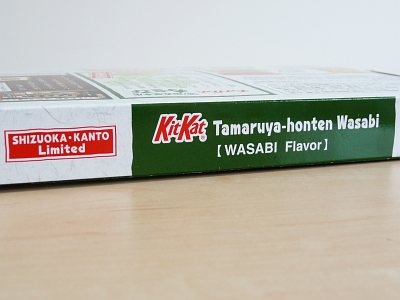 SHIZUOKA・KANTO
Limited
KitKat Tamaruya-honten Wasabi
【WASABI Flavor】